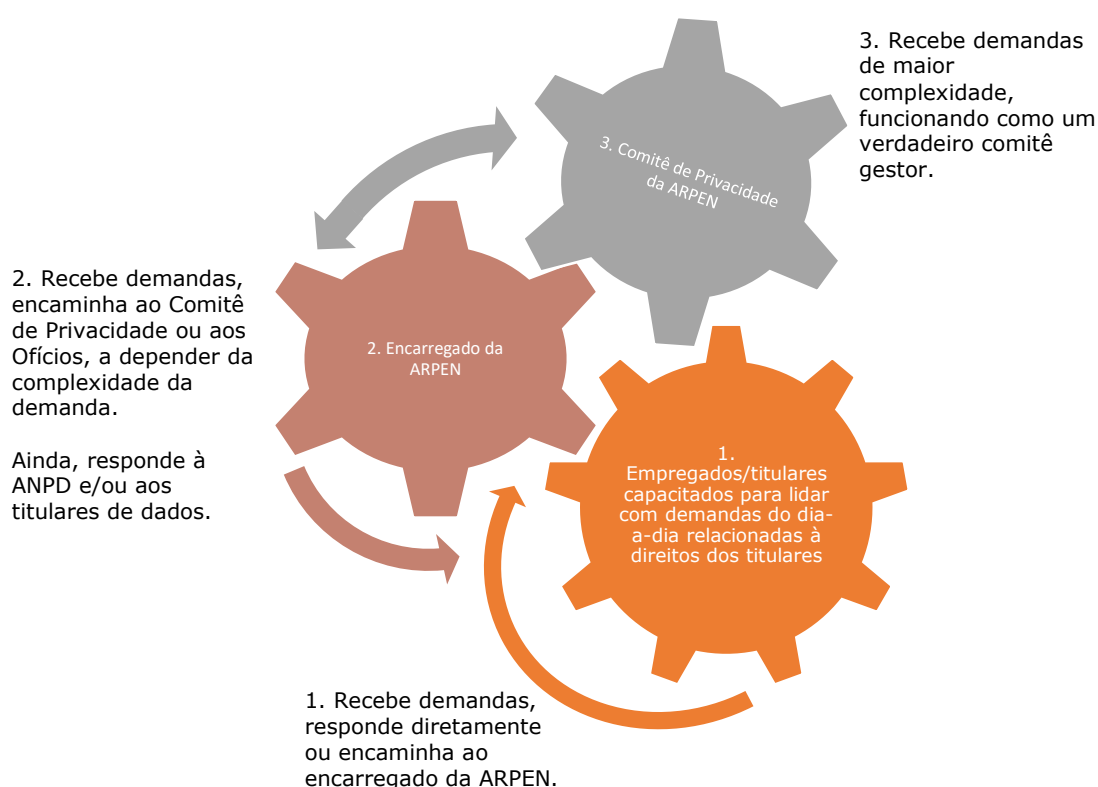 3. Recebe demandas
de maior
complexidade,
funcionando como um
verdadeiro comitê
gestor.
3. Comitê de Privacidade
da ARPEN
2. Recebe demandas,
encaminha ao Comitê
de Privacidade ou aos
Ofícios, a depender da
complexidade da
demanda.
Ainda, responde à
ANPD e/ou aos
titulares de dados.
2. Encarregado da
ARPEN
1.
Empregados/titulares
capacitados para lidar
com demandas do dia-
a-dia relacionadas à
direitos dos titulares
1. Recebe demandas,
responde diretamente
ou encaminha ao
encarregado da ARPEN.